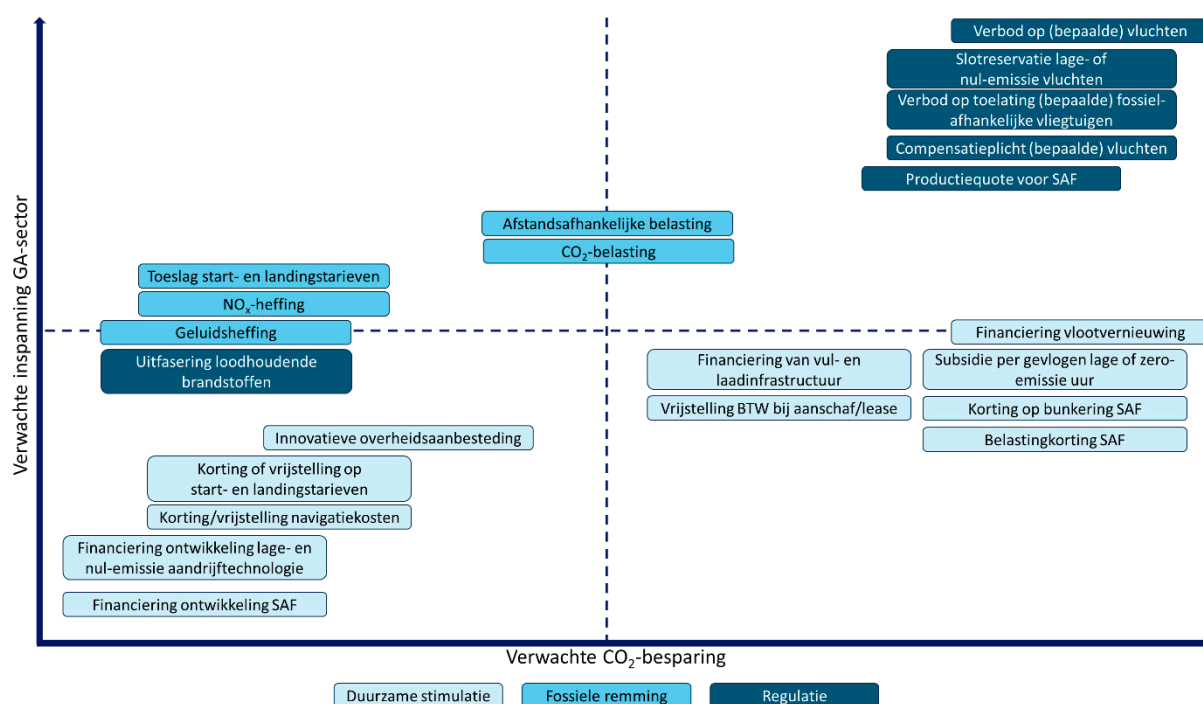 Verbod op (bepaalde) vluchten
Slotreservatie lage- of
nul-emissie vluchten
Verbod op toelating (bepaalde) fossiel-
afhankelijke vliegtuigen
Compensatieplicht (bepaalde) vluchten
Productiequote voor SAF
Afstandsafhankelijke belasting
CO₂-belasting
Toeslag start- en landingstarieven
NOₓ-heffing
Geluidsheffing
Uitfasering loodhoudende
brandstoffen
Financiering vlootvernieuwing
Financiering van vul- en
laadinfrastructuur
Subsidie per gevlogen lage of zero-
emissie uur
Vrijstelling BTW bij aanschaf/lease
Korting op bunkering SAF
Belastingkorting SAF
Innovatieve overheidsaanbesteding
Korting of vrijstelling op
start- en landingstarieven
Korting/vrijstelling navigatiekosten
Financiering ontwikkeling lage- en
nul-emissie aandrijftechnologie
Financiering ontwikkeling SAF
Verwachte inspanning GA-sector
Verwachte CO₂-besparing
Duurzame stimulatie
Fossiele remming
Regulatie